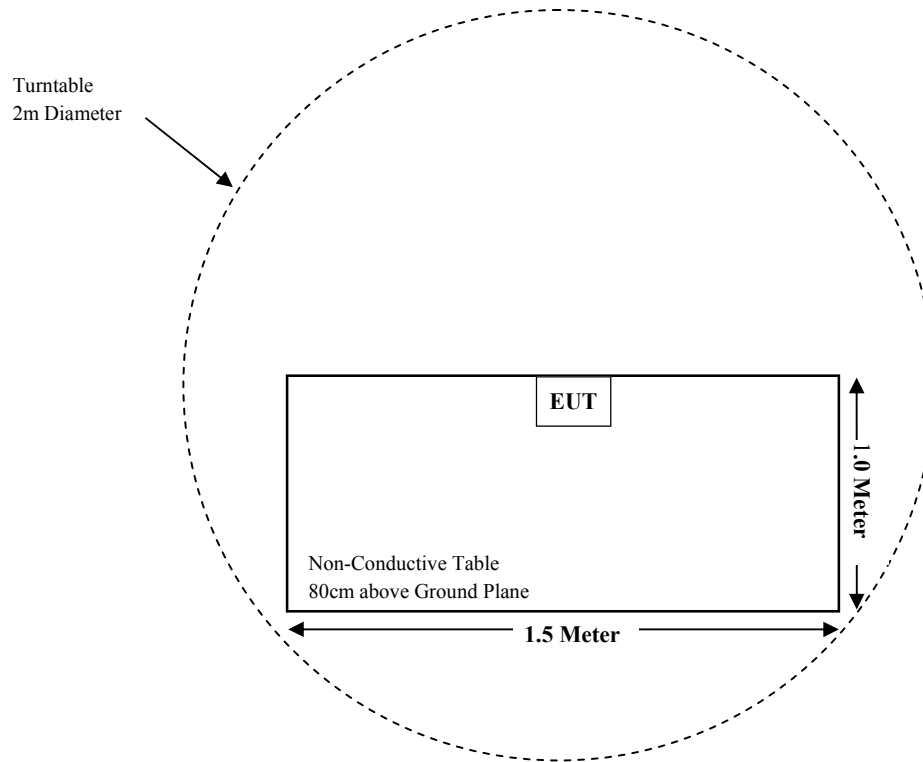 Turntable
2m Diameter
EUT
1.0 Meter
Non-Conductive Table
80cm above Ground Plane
1.5 Meter